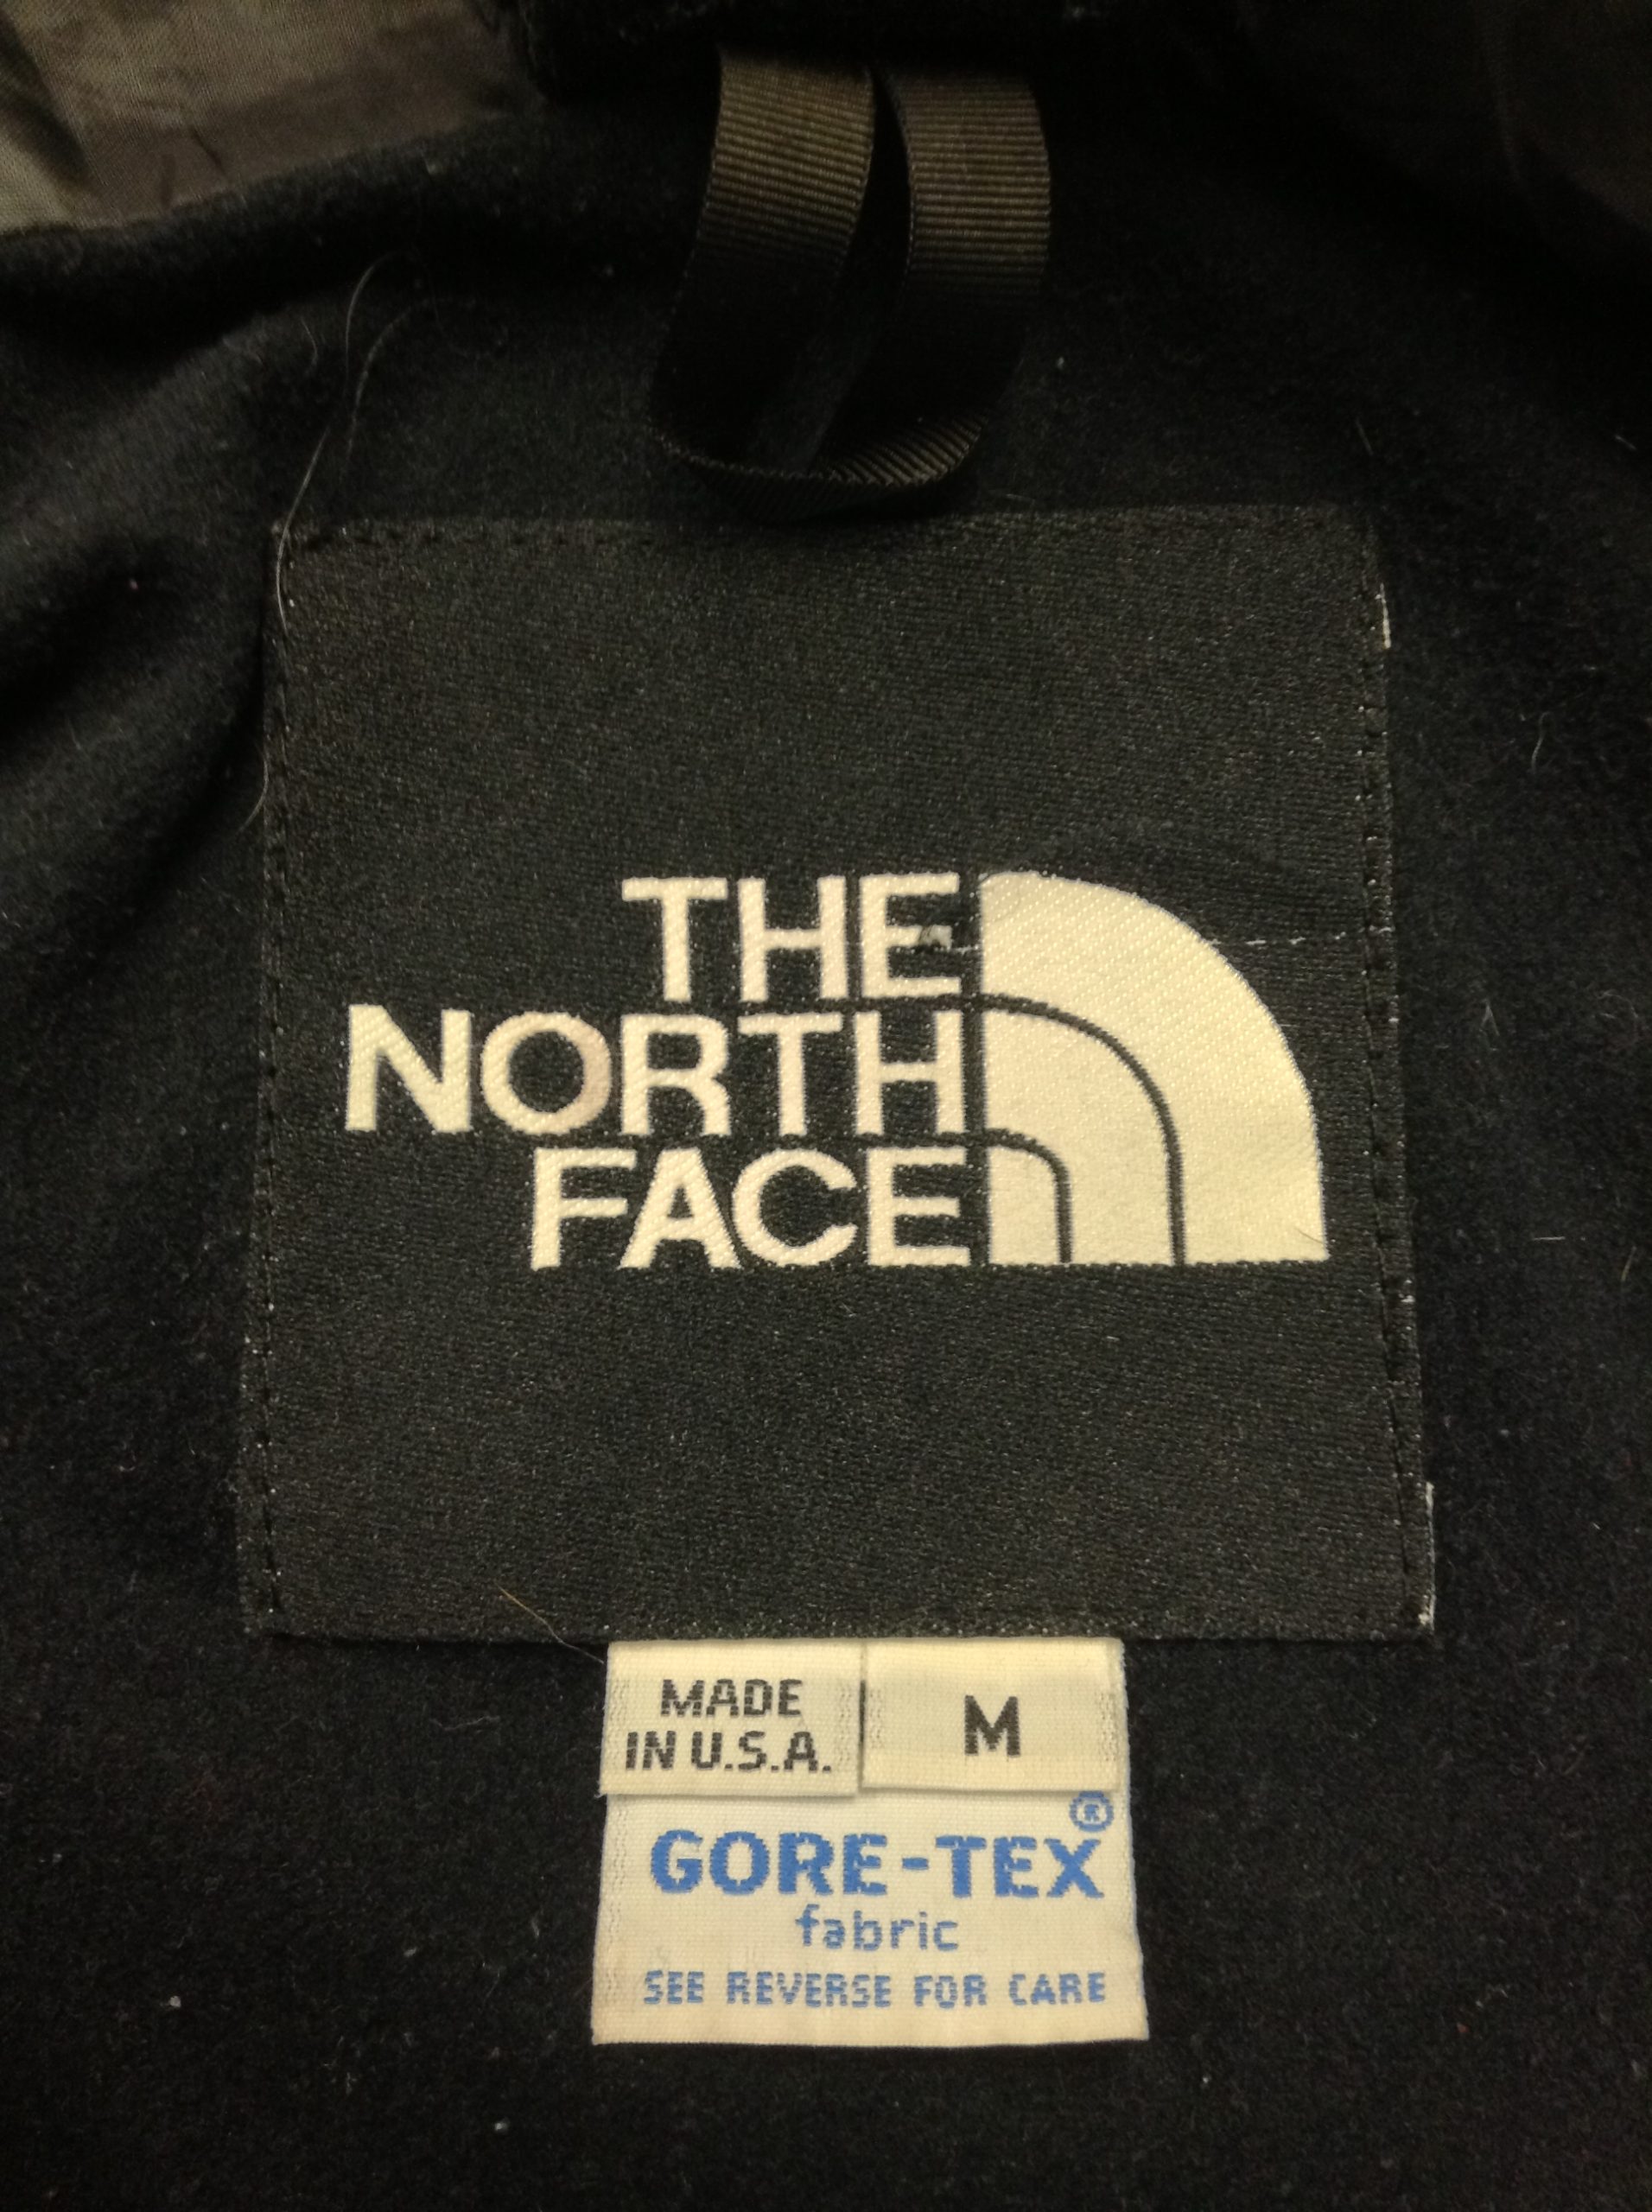 THE
NORTH
FACE
MADE
IN U.S.A.
M
GORE-TEX®
fabric
SEE REVERSE FOR CARE